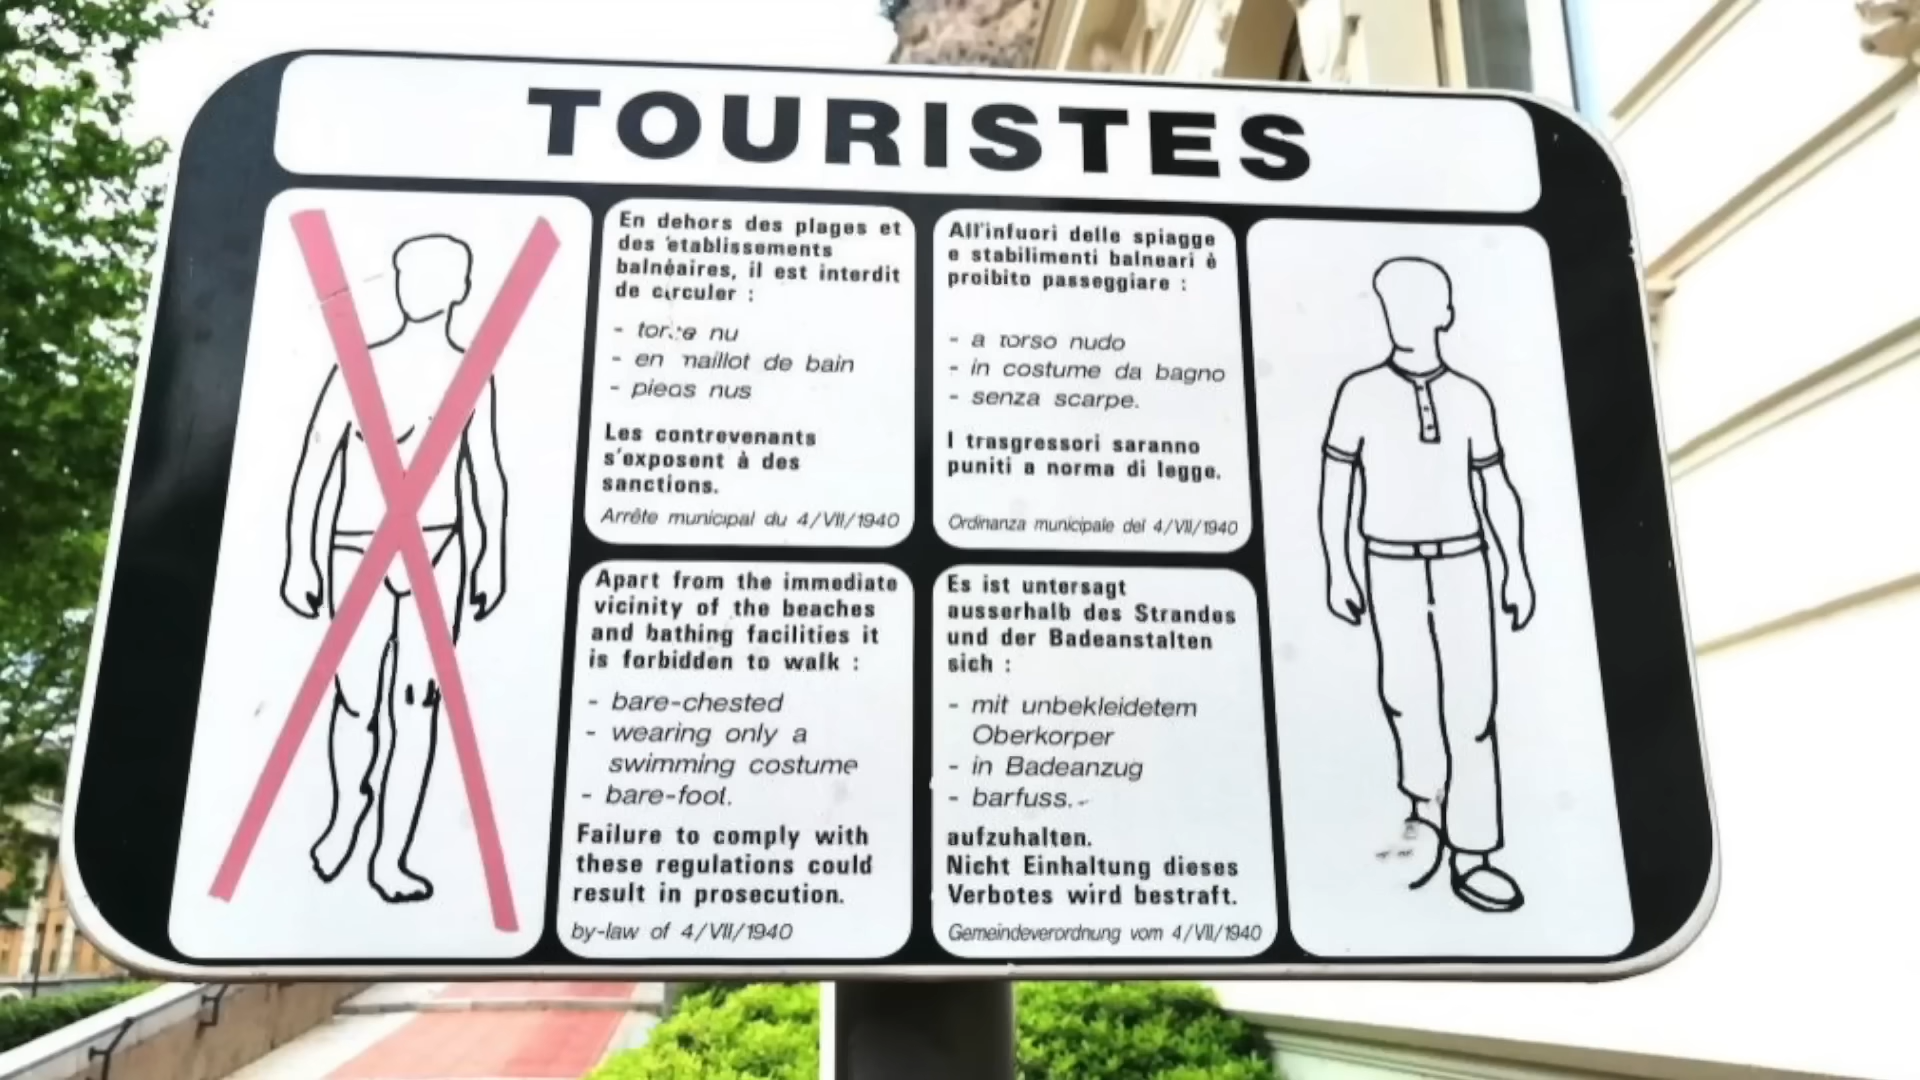 TOURISTES
En dehors des plages et
des etablissements
balnéaires, il est interdit
de circuler :
- torse nu
- en maillot de bain
- pieds nus
Les contrevenants
s'exposent à des
sanctions.
Arrête municipal du 4/VII/1940
All'infuori delle spiagge
e stabilimenti balneari è
proibito passeggiare :
- a torso nudo
- in costume da bagno
- senza scarpe.
I trasgressori saranno
puniti a norma di legge.
Ordinanza municipale del 4/VII/1940
Apart from the immediate
vicinity of the beaches
and bathing facilities it
is forbidden to walk :
- bare-chested
- wearing only a
swimming costume
- bare-foot.
Failure to comply with
these regulations could
result in prosecution.
by-law of 4/VII/1940
Es ist untersagt
ausserhalb des Strandes
und der Badeanstalten
sich :
- mit unbekleidetem
Oberkorper
- in Badeanzug
- barfuss.
aufzuhalten.
Nicht Einhaltung dieses
Verbotes wird bestraft.
Gemeindeverordnung vom 4/VII/1940